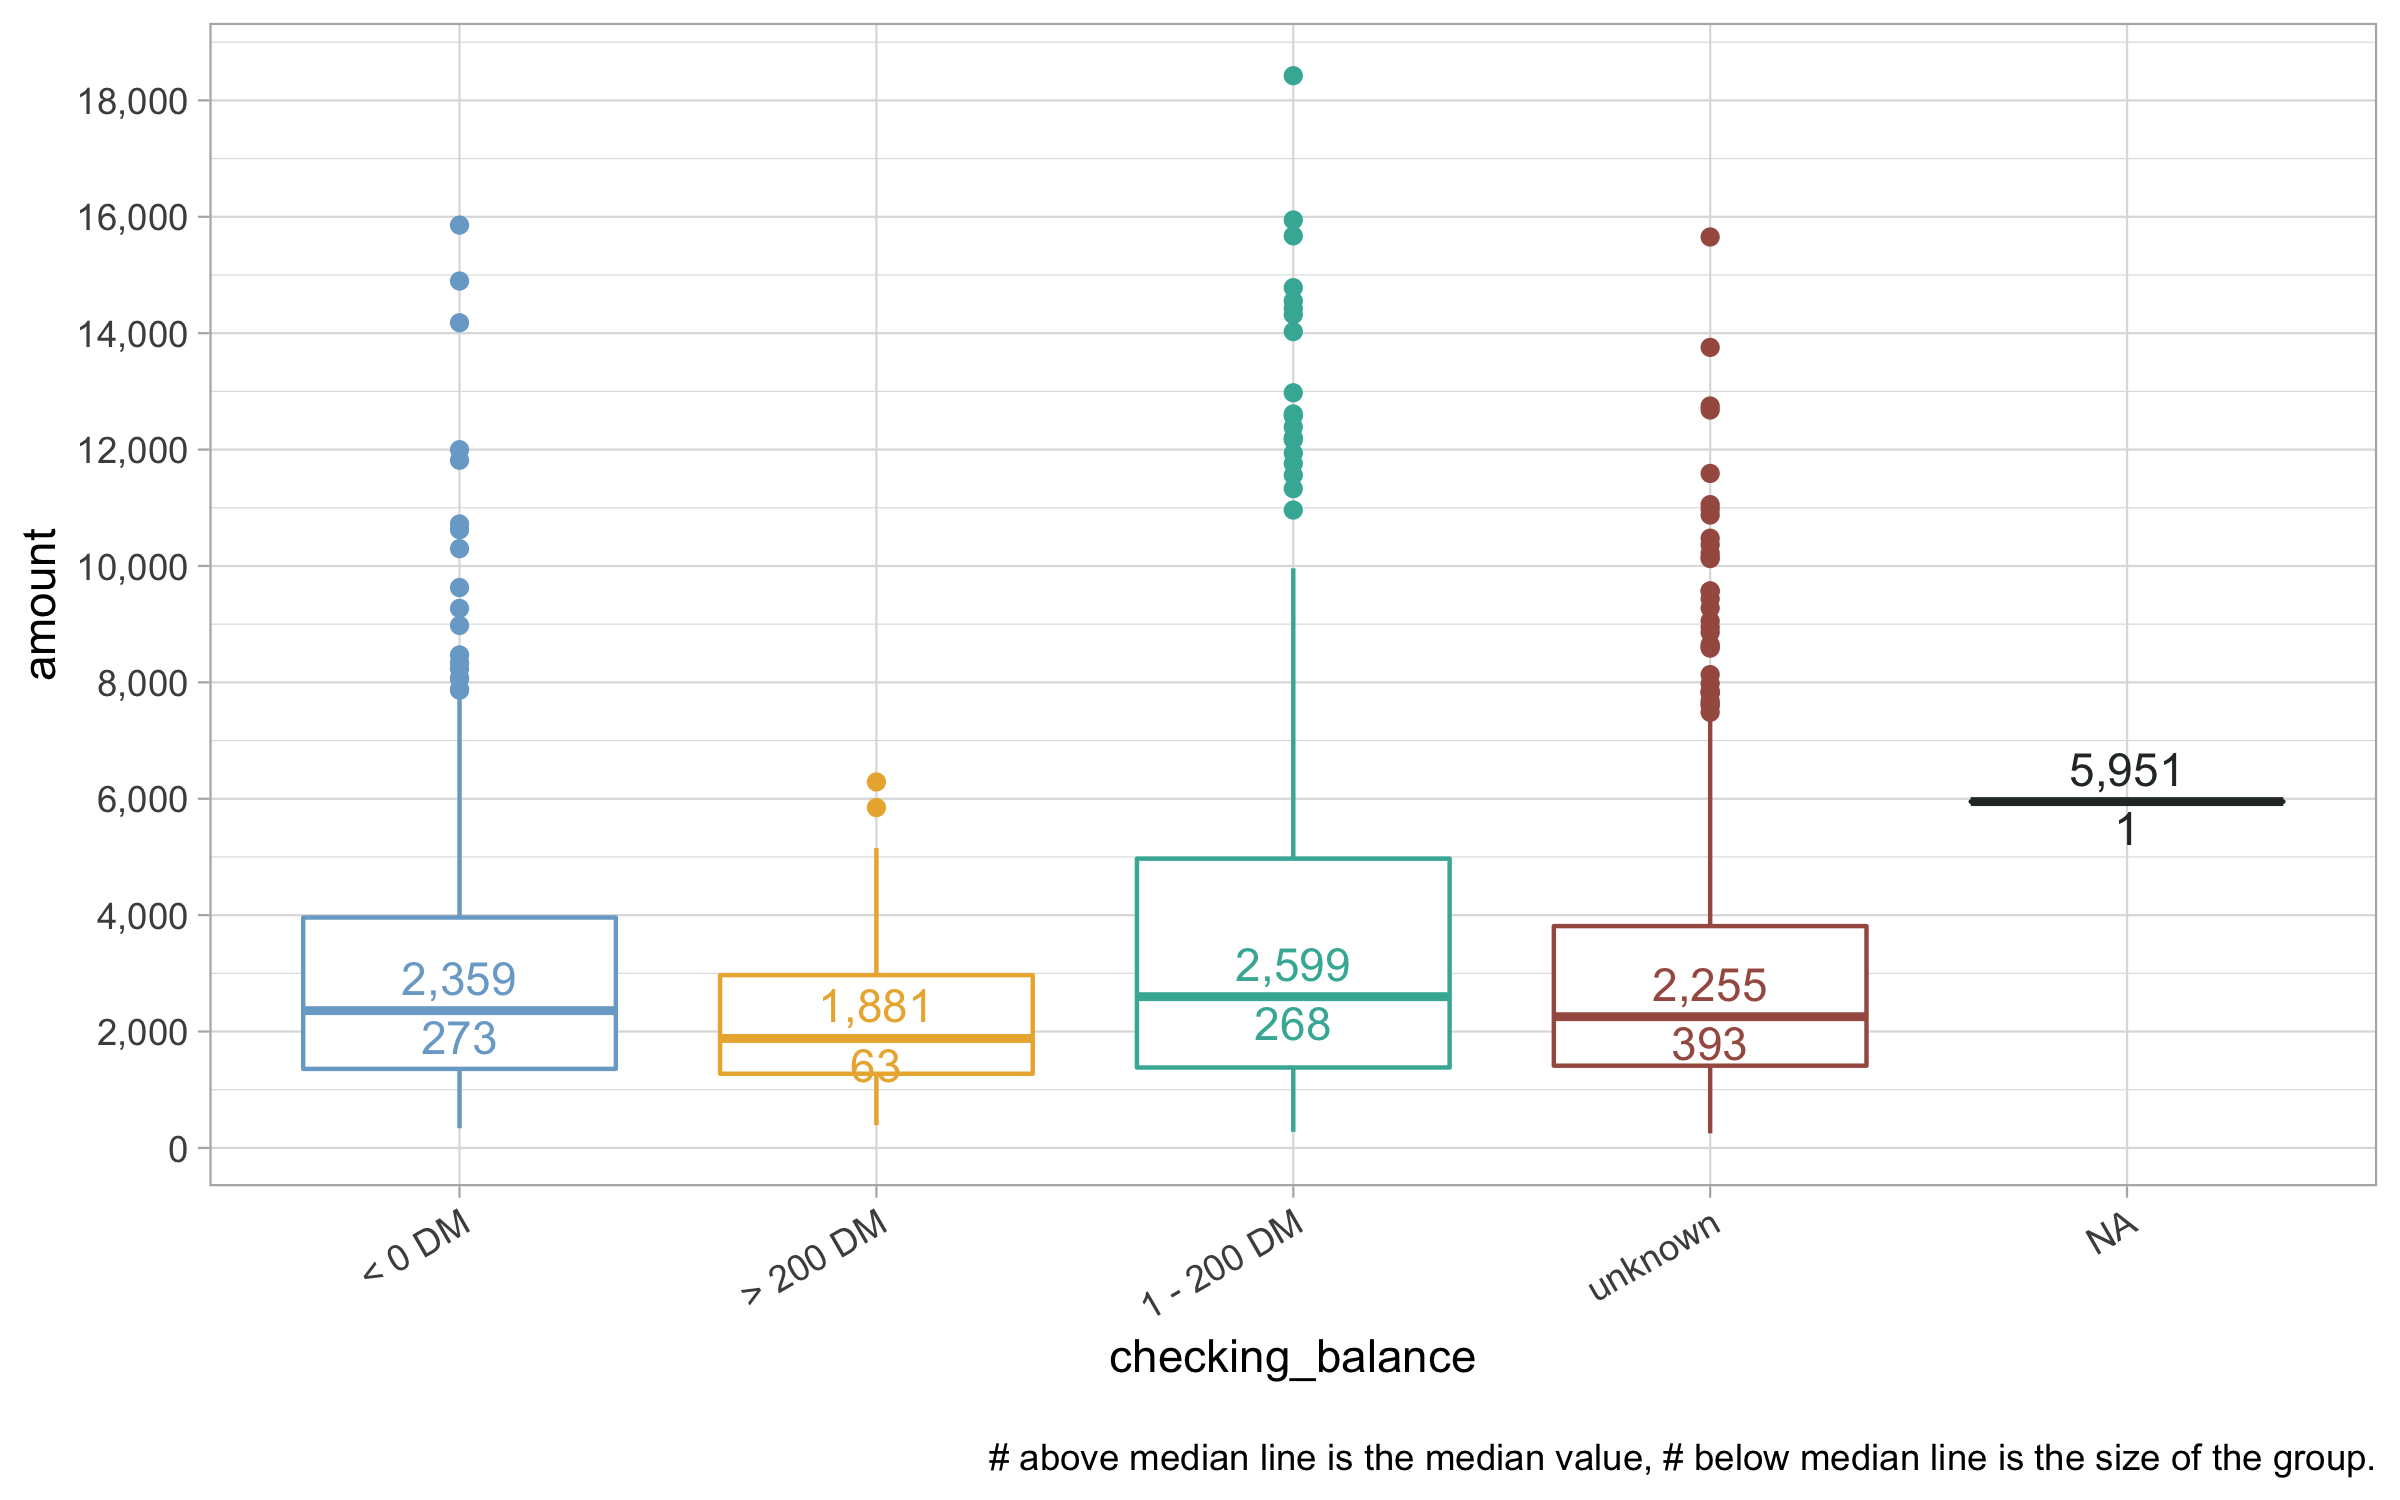 18,000
16,000
14,000
12,000
10,000
8,000
6,000
4,000
2,000
0
amount
2,359
273
1,881
63
2,599
268
2,255
393
5,951
1
< 0 DM
> 200 DM
1 - 200 DM
unknown
NA
checking_balance
# above median line is the median value, # below median line is the size of the group.